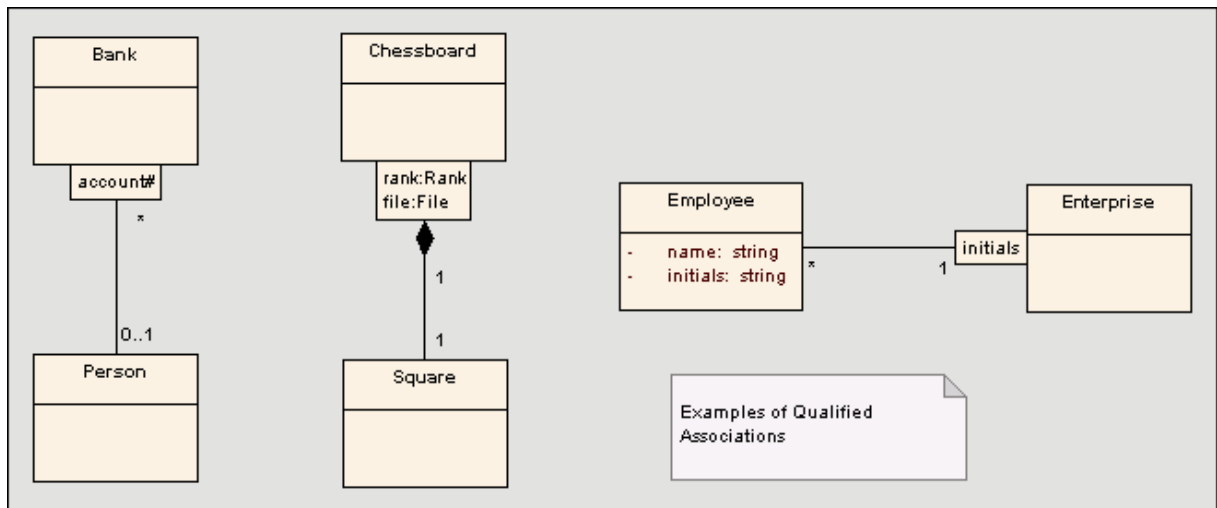 Bank
account#
*
0..1
Person
Chessboard
rank:Rank
file:File
1
1
Square
Employee
- name: string
- initials: string
*
1
initials
Enterprise
Examples of Qualified
Associations